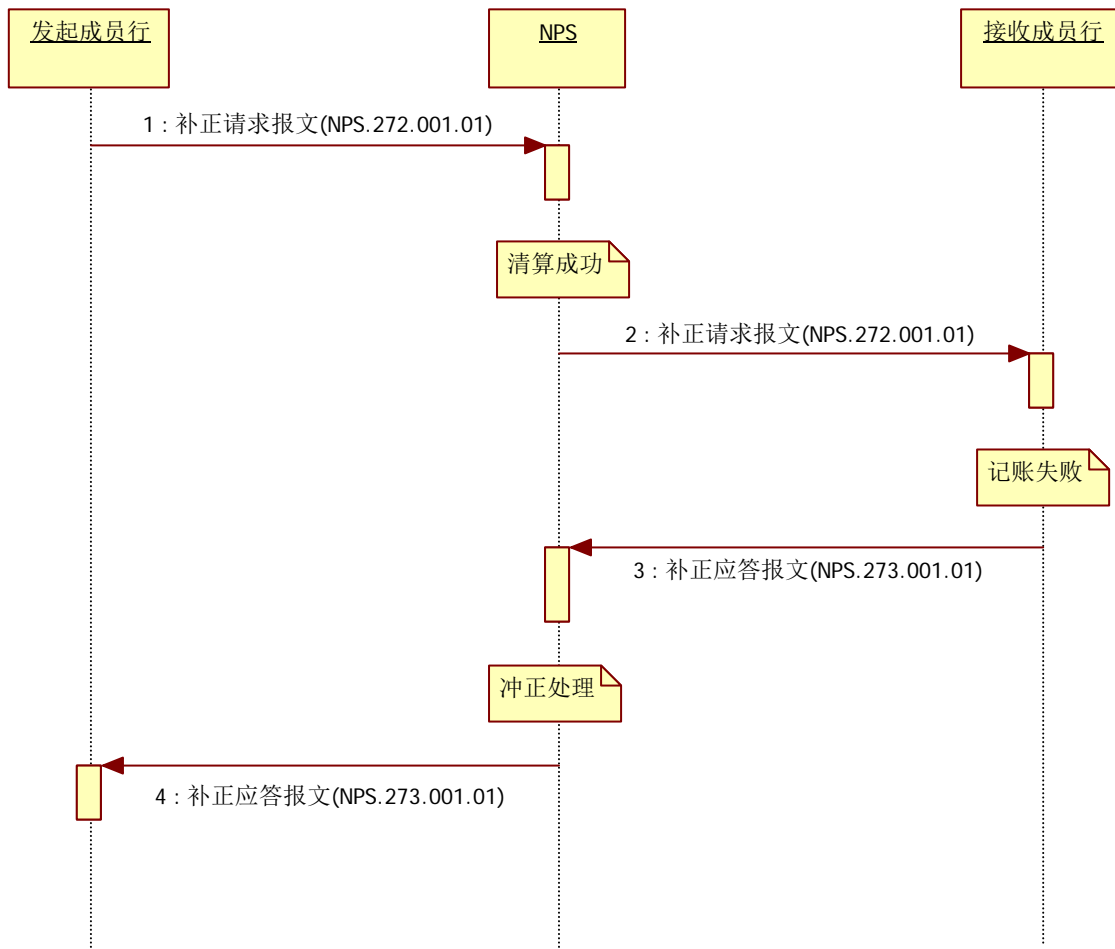 发起成员行
NPS
接收成员行
1 : 补正请求报文(NPS.272.001.01)
清算成功
2 : 补正请求报文(NPS.272.001.01)
记账失败
3 : 补正应答报文(NPS.273.001.01)
冲正处理
4 : 补正应答报文(NPS.273.001.01)